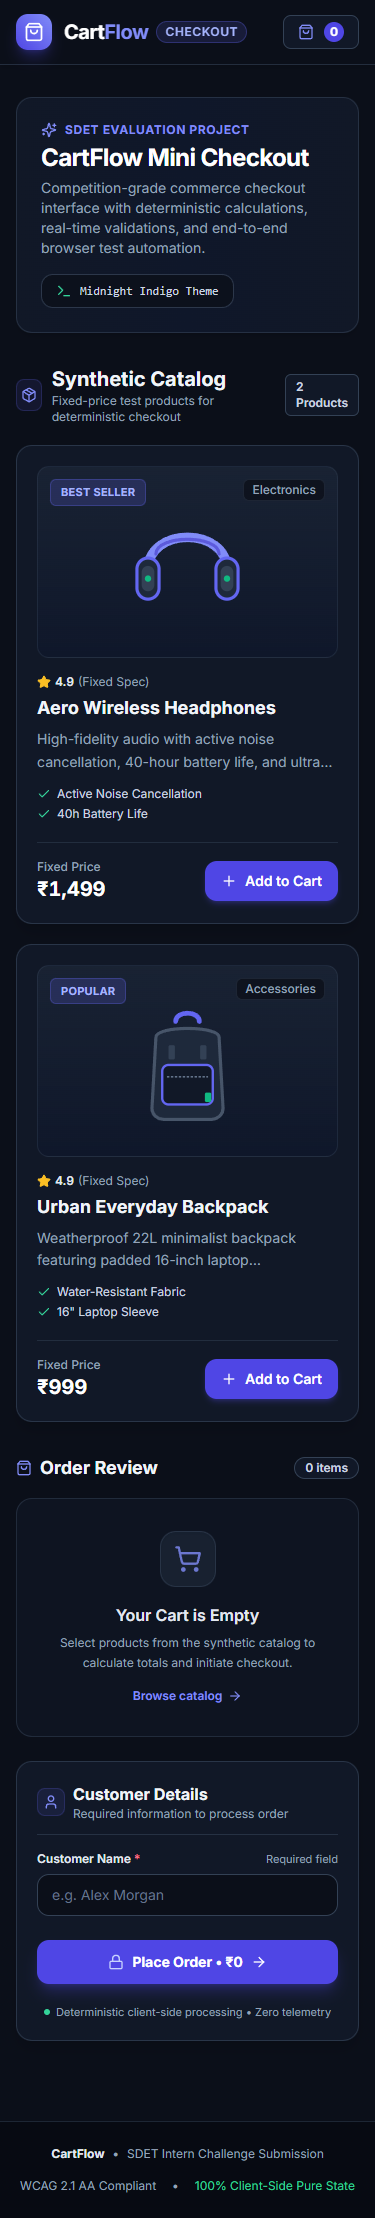 CartFlow CHECKOUT 0
SDET EVALUATION PROJECT
CartFlow Mini Checkout
Competition-grade commerce checkout
interface with deterministic calculations,
real-time validations, and end-to-end
browser test automation.
Midnight Indigo Theme
Synthetic Catalog
Fixed-price test products for
deterministic checkout
2
Products
BEST SELLER
Electronics
4.9 (Fixed Spec)
Aero Wireless Headphones
High-fidelity audio with active noise
cancellation, 40-hour battery life, and ultra...
Active Noise Cancellation
40h Battery Life
Fixed Price
₹1,499
+ Add to Cart
POPULAR
Accessories
4.9 (Fixed Spec)
Urban Everyday Backpack
Weatherproof 22L minimalist backpack
featuring padded 16-inch laptop...
Water-Resistant Fabric
16" Laptop Sleeve
Fixed Price
₹999
+ Add to Cart
Order Review
0 items
Your Cart is Empty
Select products from the synthetic catalog to
calculate totals and initiate checkout.
Browse catalog →
Customer Details
Required information to process order
Customer Name *
Required field
e.g. Alex Morgan
Place Order • ₹0 →
Deterministic client-side processing • Zero telemetry
CartFlow • SDET Intern Challenge Submission
WCAG 2.1 AA Compliant • 100% Client-Side Pure State